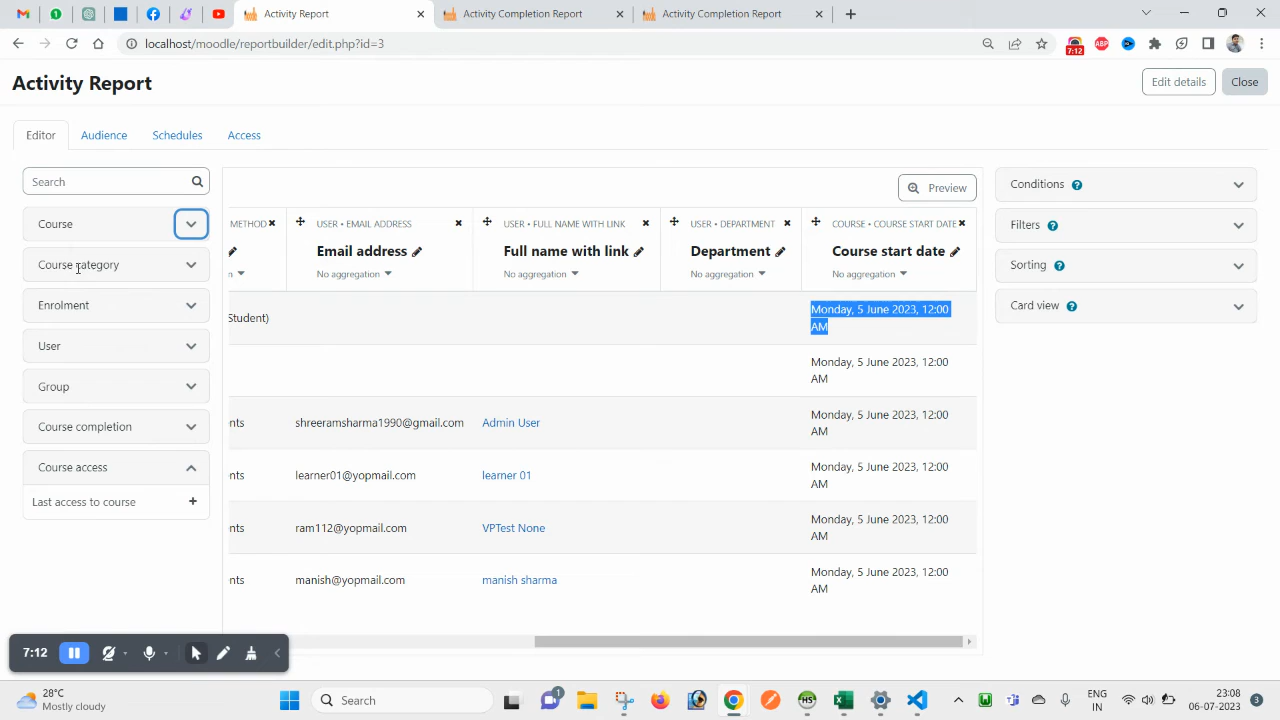 Activity Report
Activity Completion Report
Activity Completion Report
localhost/moodle/reportbuilder/edit.php?id=3
7:12
ABP
Activity Report
Edit details
Close
Editor
Audience
Schedules
Access
Search
Course
Course category
Enrolment
User
Group
Course completion
Course access
Last access to course
Preview
METHOD
USER • EMAIL ADDRESS
USER • FULL NAME WITH LINK
USER • DEPARTMENT
COURSE • COURSE START DATE
Email address
Full name with link
Department
Course start date
n
No aggregation
No aggregation
No aggregation
No aggregation
Student)
Monday, 5 June 2023, 12:00
AM
Monday, 5 June 2023, 12:00
AM
nts
shreeramsharma1990@gmail.com
Admin User
Monday, 5 June 2023, 12:00
AM
nts
learner01@yopmail.com
learner 01
Monday, 5 June 2023, 12:00
AM
nts
ram112@yopmail.com
VPTest None
Monday, 5 June 2023, 12:00
AM
nts
manish@yopmail.com
manish sharma
Monday, 5 June 2023, 12:00
AM
Conditions
Filters
Sorting
Card view
7:12
28°C
Mostly cloudy
Search
1
HS
ENG
IN
23:08
06-07-2023
3